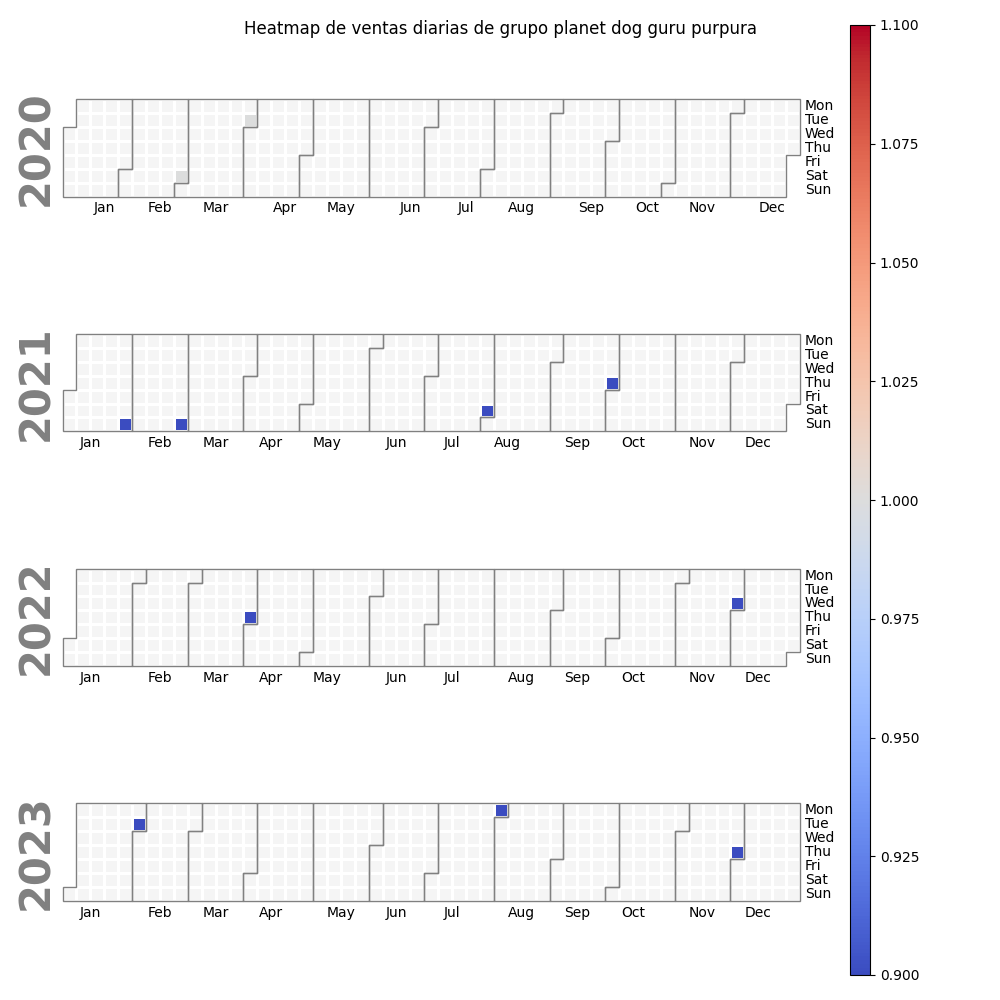 Heatmap de ventas diarias de grupo planet dog guru purpura
2020
Mon
Tue
Wed
Thu
Fri
Sat
Sun
Jan Feb Mar Apr May Jun Jul Aug Sep Oct Nov Dec
2021
Mon
Tue
Wed
Thu
Fri
Sat
Sun
Jan Feb Mar Apr May Jun Jul Aug Sep Oct Nov Dec
2022
Mon
Tue
Wed
Thu
Fri
Sat
Sun
Jan Feb Mar Apr May Jun Jul Aug Sep Oct Nov Dec
2023
Mon
Tue
Wed
Thu
Fri
Sat
Sun
Jan Feb Mar Apr May Jun Jul Aug Sep Oct Nov Dec
1.100
1.075
1.050
1.025
1.000
0.975
0.950
0.925
0.900